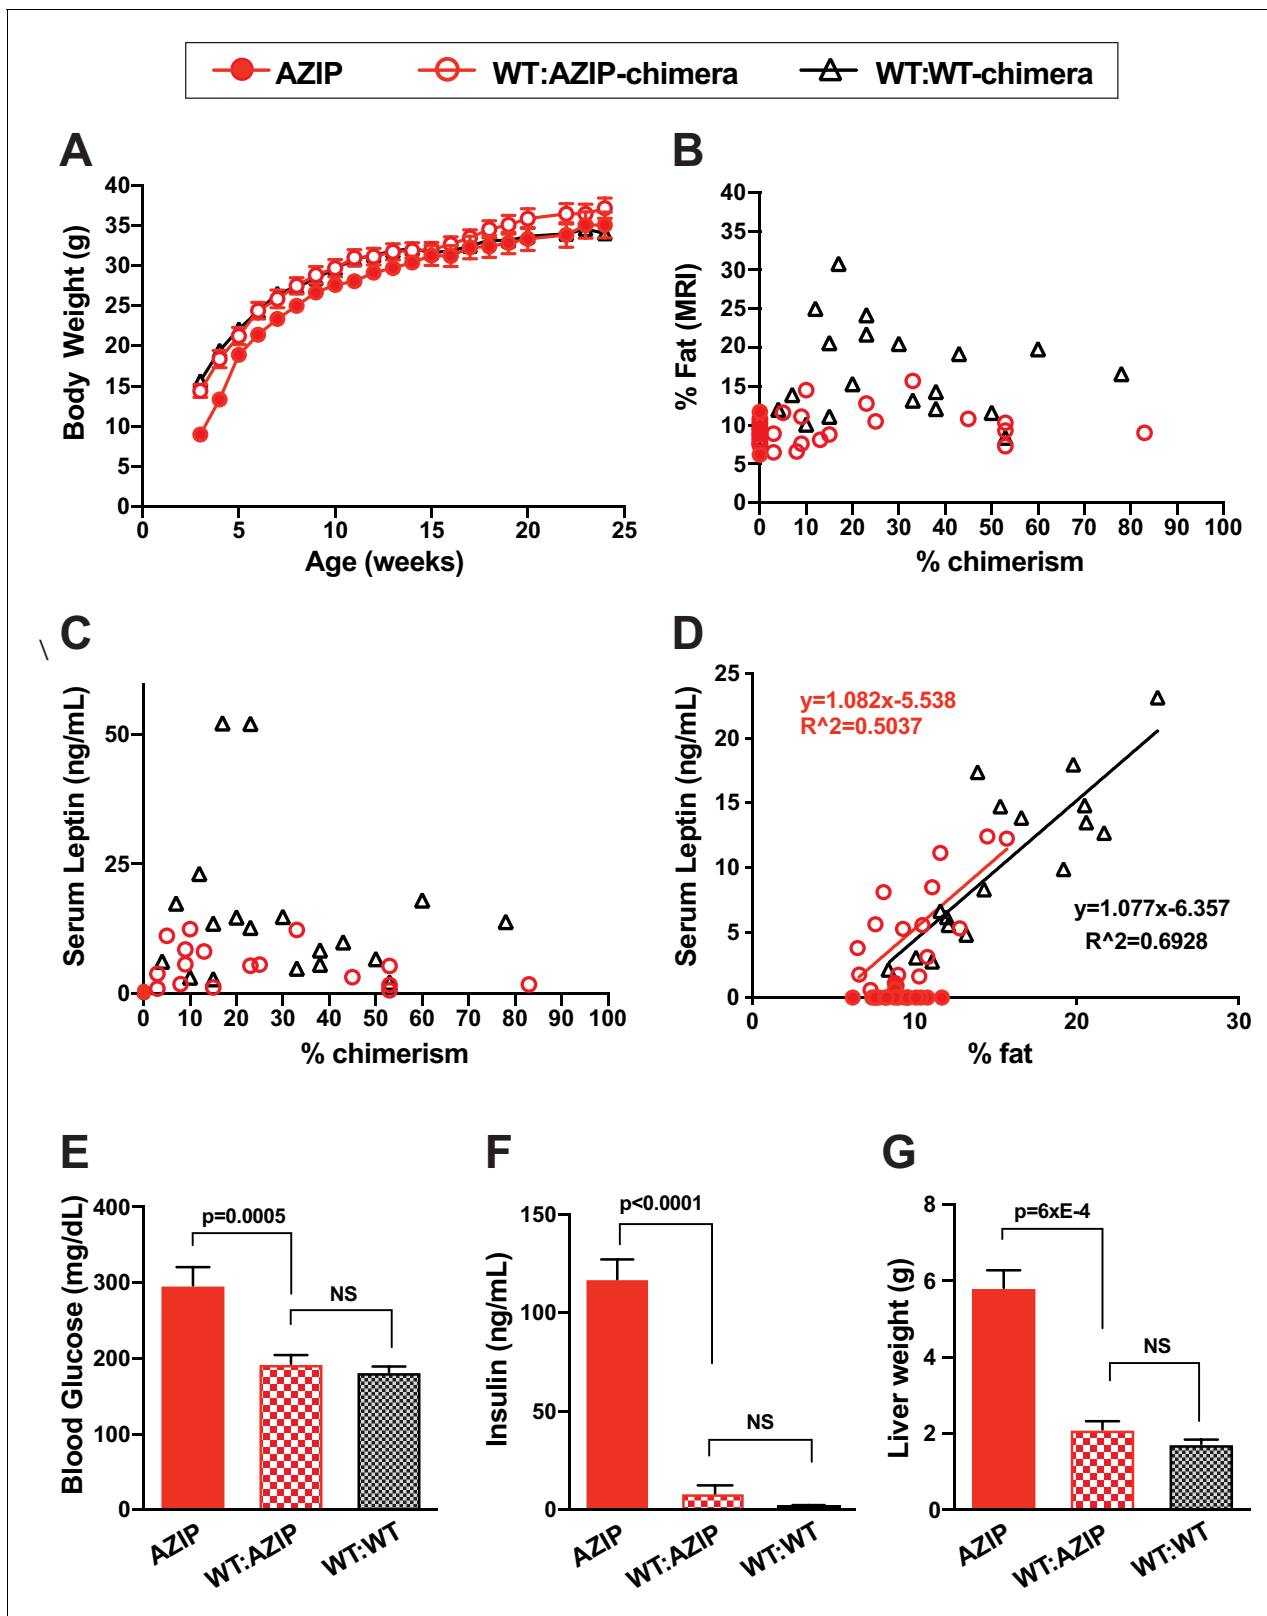 AZIP WT:AZIP-chimera WT:WT-chimera
A
B
Body Weight (g)
40
35
30
25
20
15
10
5
0
0 5 10 15 20 25
Age (weeks)
% Fat (MRI)
40
35
30
25
20
15
10
5
0
0 10 20 30 40 50 60 70 80 90 100
% chimerism
\
C
D
Serum Leptin (ng/mL)
50
25
0
0 10 20 30 40 50 60 70 80 90 100
% chimerism
Serum Leptin (ng/mL)
25
20
15
10
5
0
y=1.082x-5.538
R^2=0.5037
y=1.077x-6.357
R^2=0.6928
0 10 20 30
% fat
E
F
G
Blood Glucose (mg/dL)
400
300
200
100
0
p=0.0005
NS
AZIP WT:AZIP WT:WT
Insulin (ng/mL)
150
100
50
0
p<0.0001
NS
AZIP WT:AZIP WT:WT
Liver weight (g)
8
6
4
2
0
p=6xE-4
NS
AZIP WT:AZIP WT:WT